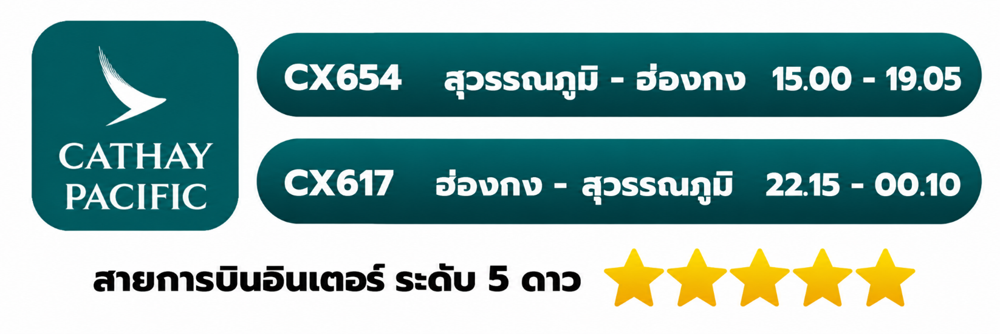 CATHAY
PACIFIC
CX654 สุวรรณภูมิ - ฮ่องกง 15.00 - 19.05
CX617 ฮ่องกง - สุวรรณภูมิ 22.15 - 00.10
สายการบินอินเตอร์ ระดับ 5 ดาว